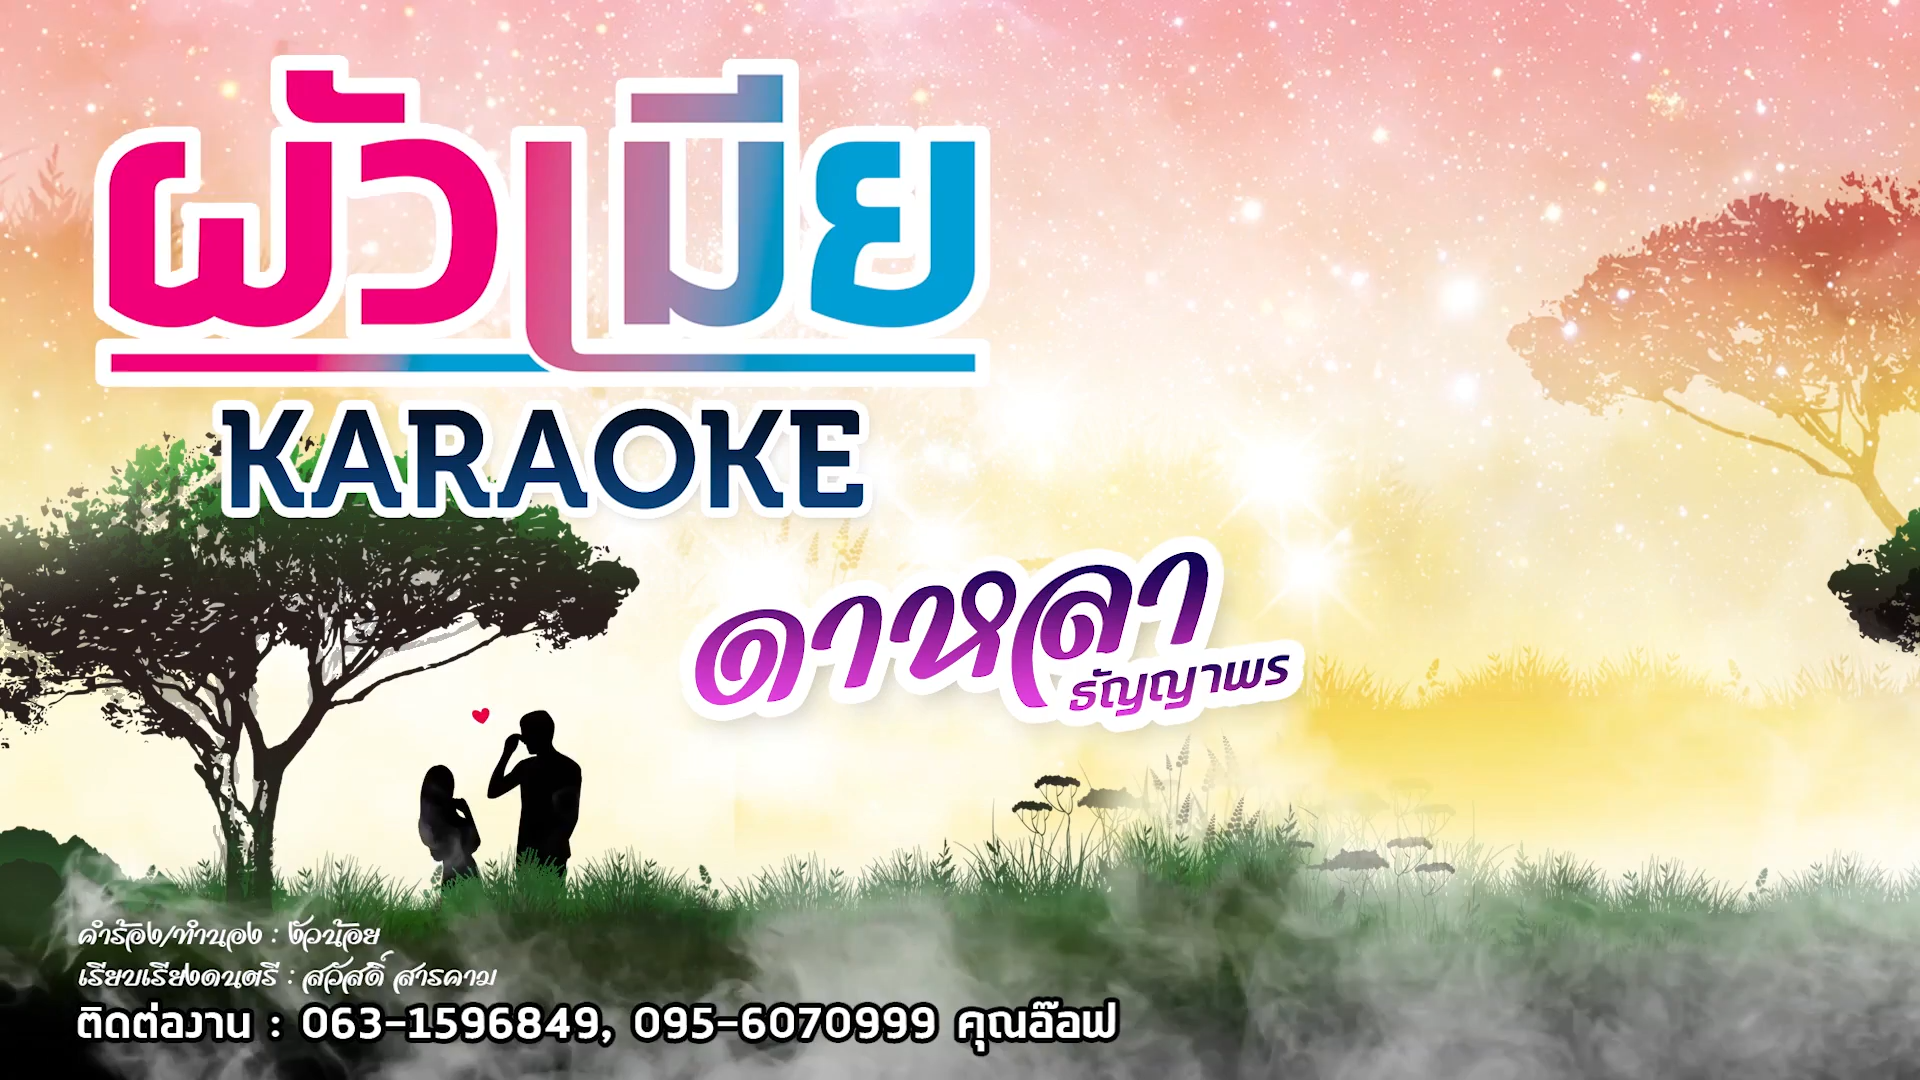 ผัวเมีย
KARAOKE
ดาหลา
ธัญญาพร
คำร้อง/ทำนอง : งัวน้อย
เรียบเรียงดนตรี : สวัสดิ์ สารคาม
ติดต่องาน : 063-1596849, 095-6070999 คุณอ๊อฟ